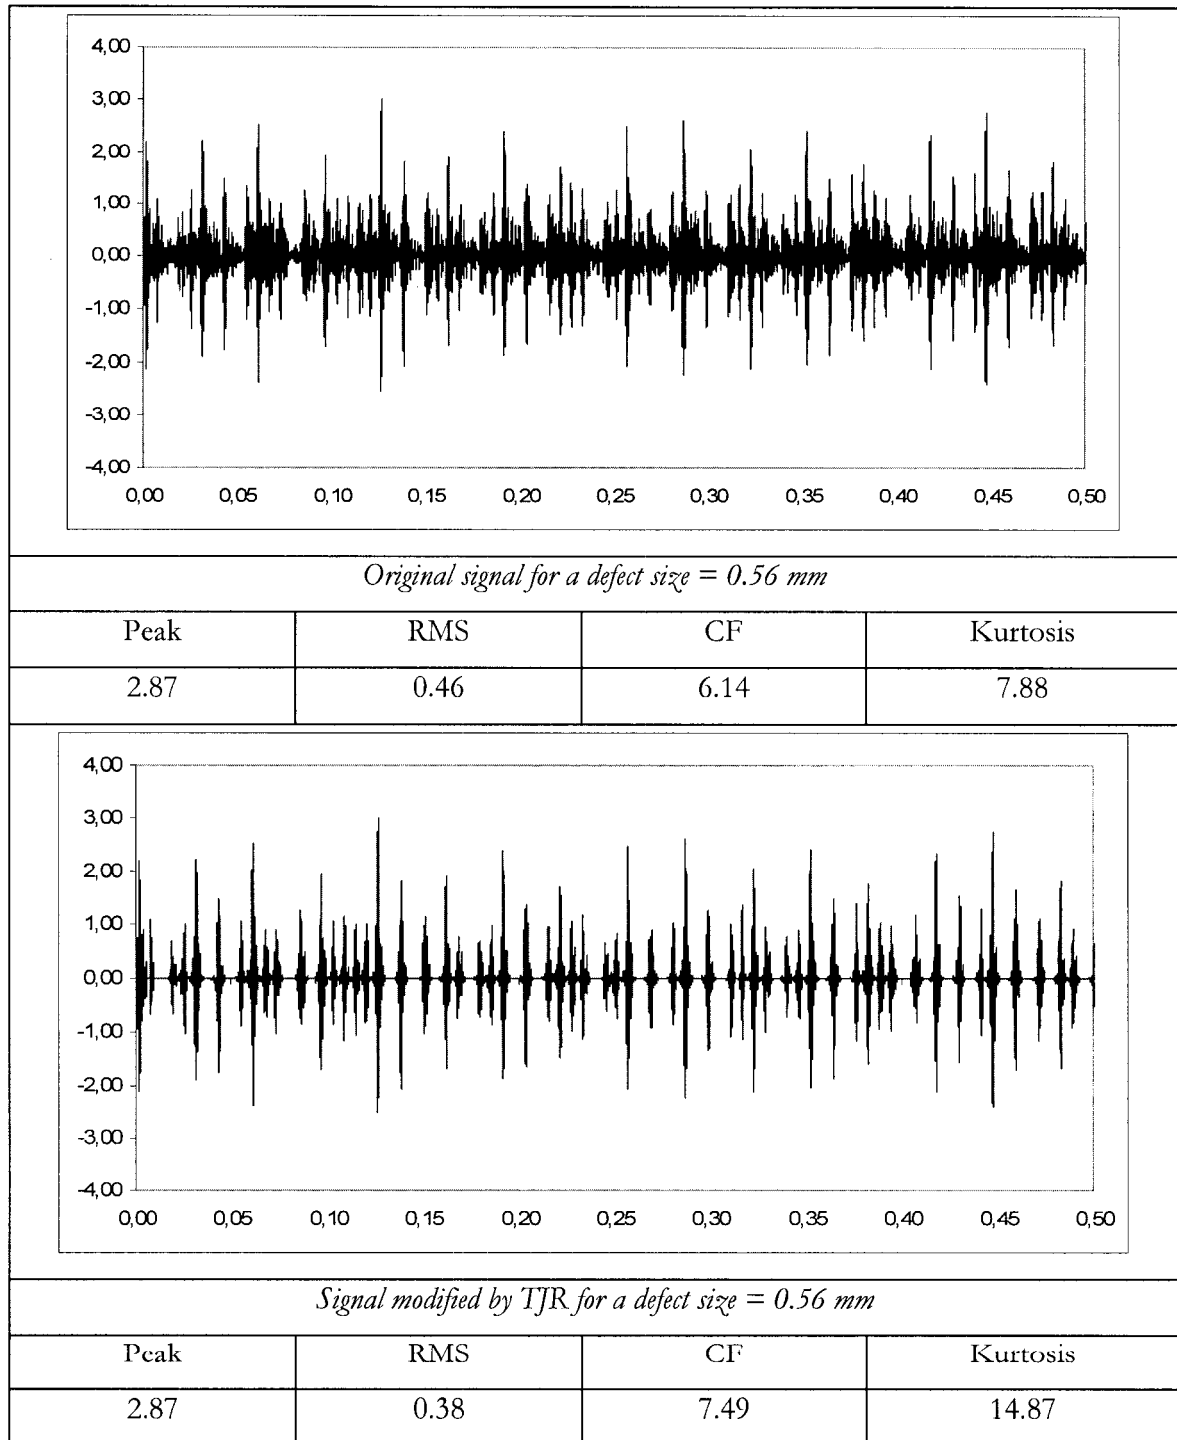 4,00
3,00
2,00
1,00
0,00
-1,00
-2,00
-3,00
-4,00
0,00 0,05 0,10 0,15 0,20 0,25 0,30 0,35 0,40 0,45 0,50
Original signal for a defect size = 0.56 mm
Peak RMS CF Kurtosis
2.87 0.46 6.14 7.88
4,00
3,00
2,00
1,00
0,00
-1,00
-2,00
-3,00
-4,00
0,00 0,05 0,10 0,15 0,20 0,25 0,30 0,35 0,40 0,45 0,50
Signal modified by TJR for a defect size = 0.56 mm
Peak RMS CF Kurtosis
2.87 0.38 7.49 14.87